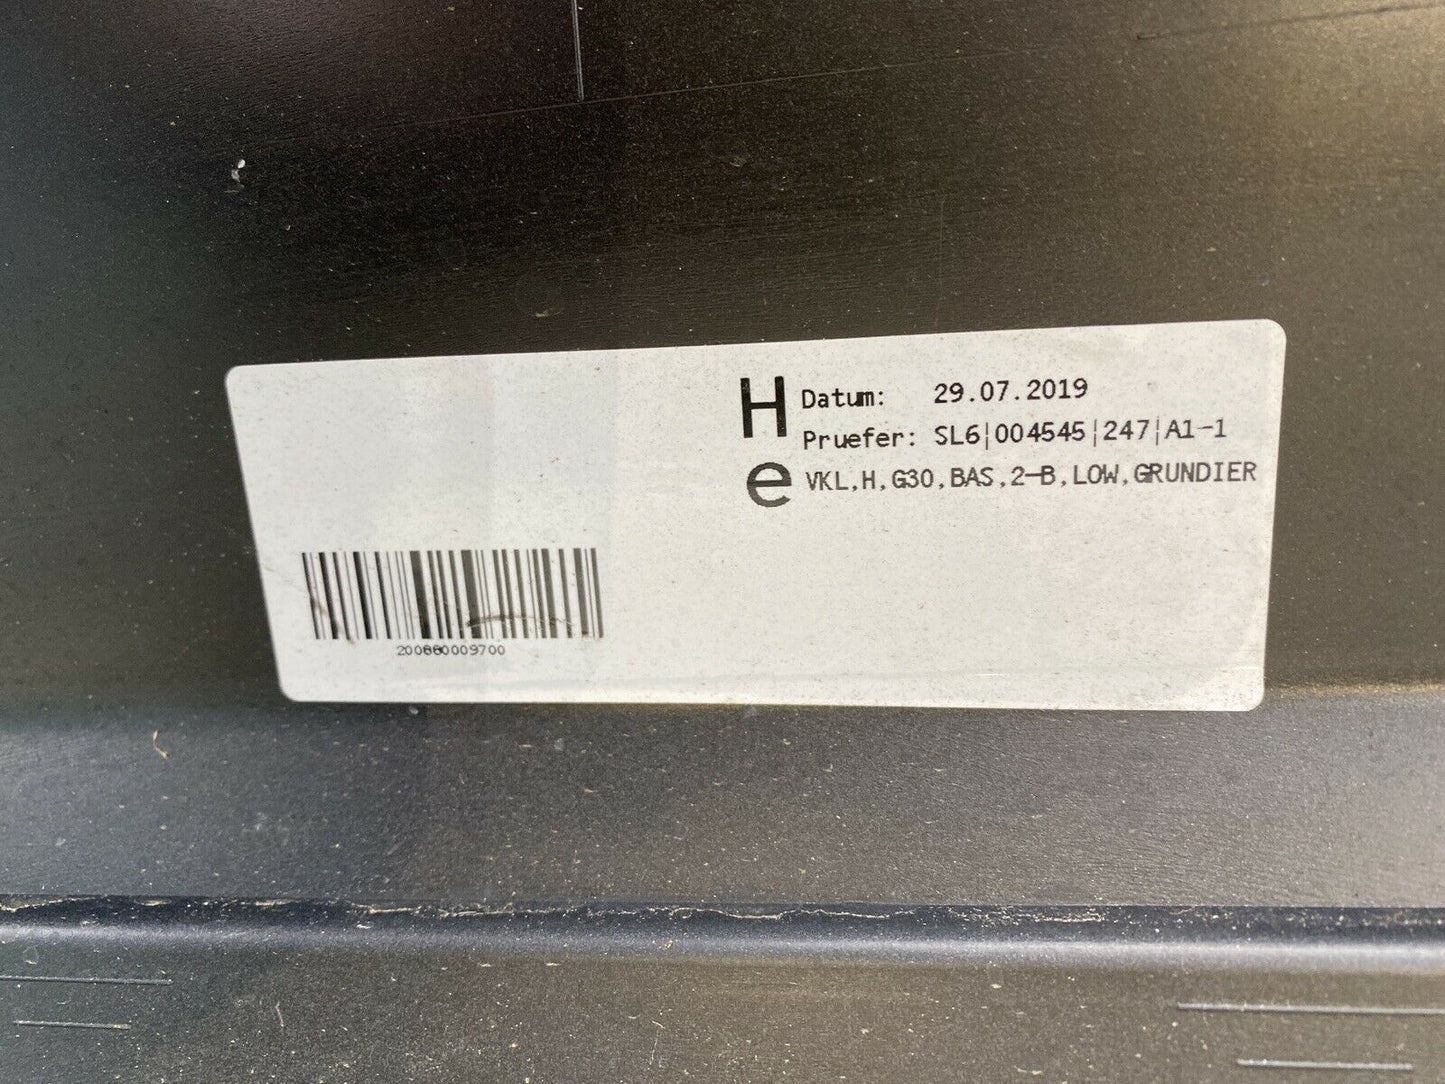 H Datum: 29.07.2019
Pruefer: SL6|004545|247|A1-1
e VKL,H,G30,BAS,2-B,LOW,GRUNDIER
200660009700